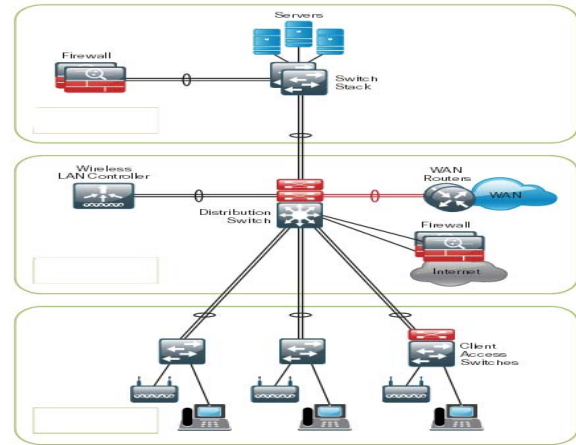 Servers
Firewall
Switch
Stack
Wireless
LAN Controller
WAN
Routers
WAN
Distribution
Switch
Firewall
Internet
Client
Access
Switches